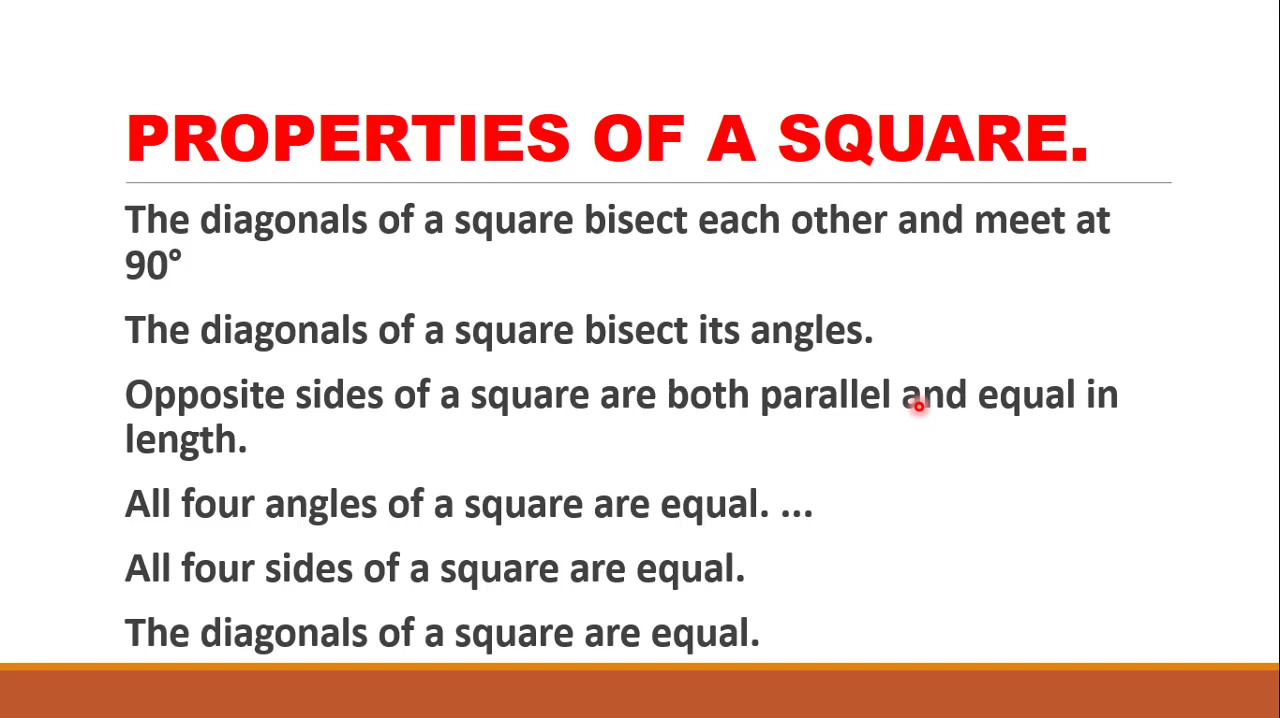 PROPERTIES OF A SQUARE.
The diagonals of a square bisect each other and meet at
90°
The diagonals of a square bisect its angles.
Opposite sides of a square are both parallel and equal in
length.
All four angles of a square are equal. ...
All four sides of a square are equal.
The diagonals of a square are equal.